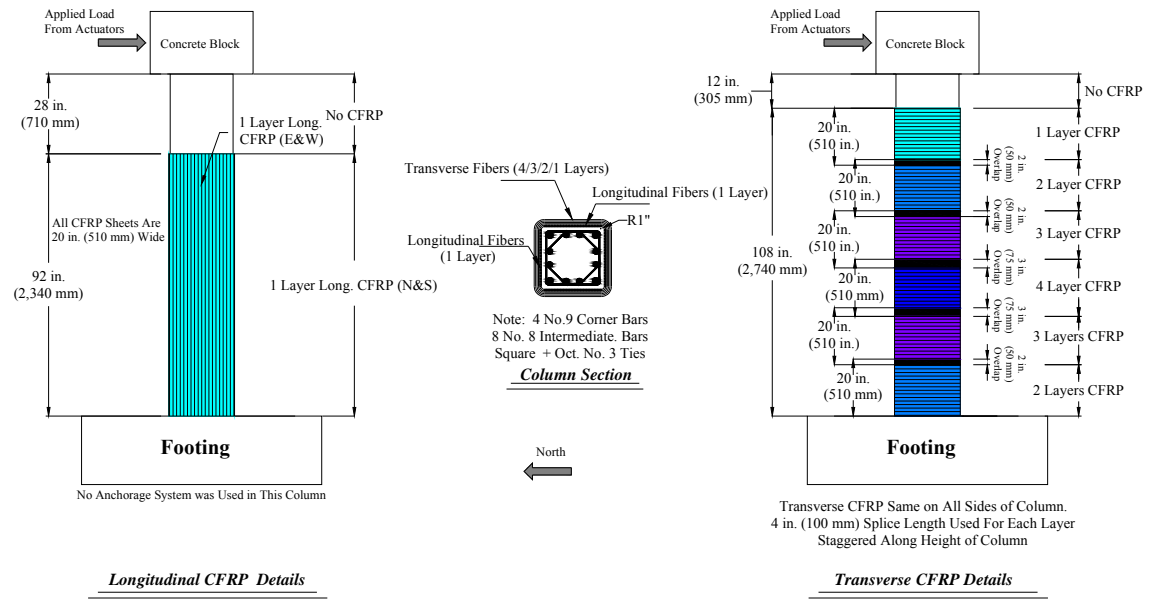 Applied Load
From Actuators
Concrete Block
28 in.
(710 mm)
No CFRP
1 Layer Long.
CFRP (E&W)
All CFRP Sheets Are
20 in. (510 mm) Wide
92 in.
(2,340 mm)
1 Layer Long. CFRP (N&S)
Footing
No Anchorage System was Used in This Column
Longitudinal CFRP Details
Transverse Fibers (4/3/2/1 Layers)
Longitudinal Fibers (1 Layer)
R1"
Longitudinal Fibers
(1 Layer)
Note: 4 No.9 Corner Bars
8 No. 8 Intermediate. Bars
Square + Oct. No. 3 Ties
Column Section
North
Applied Load
From Actuators
Concrete Block
12 in.
(305 mm)
No CFRP
20 in.
(510 in.)
1 Layer CFRP
2 in.
(50 mm)
Overlap
20 in.
(510 in.)
2 Layer CFRP
2 in.
(50 mm)
Overlap
20 in.
(510 in.)
3 Layer CFRP
108 in.
(2,740 mm)
3 in.
(75 mm)
Overlap
20 in.
(510 mm)
4 Layer CFRP
3 in.
(75 mm)
Overlap
20 in.
(510 in.)
3 Layers CFRP
2 in.
(50 mm)
Overlap
20 in.
(510 mm)
2 Layers CFRP
Footing
Transverse CFRP Same on All Sides of Column.
4 in. (100 mm) Splice Length Used For Each Layer
Staggered Along Height of Column
Transverse CFRP Details